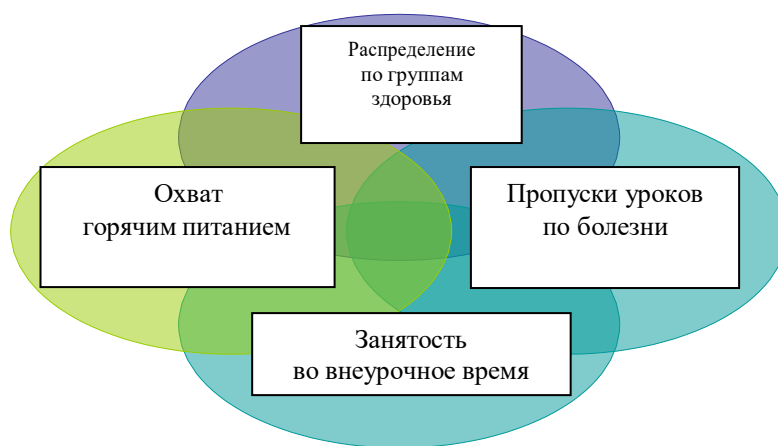 Распределение
по группам
здоровья
Охват
горячим питанием
Пропуски уроков
по болезни
Занятость
во внеурочное время